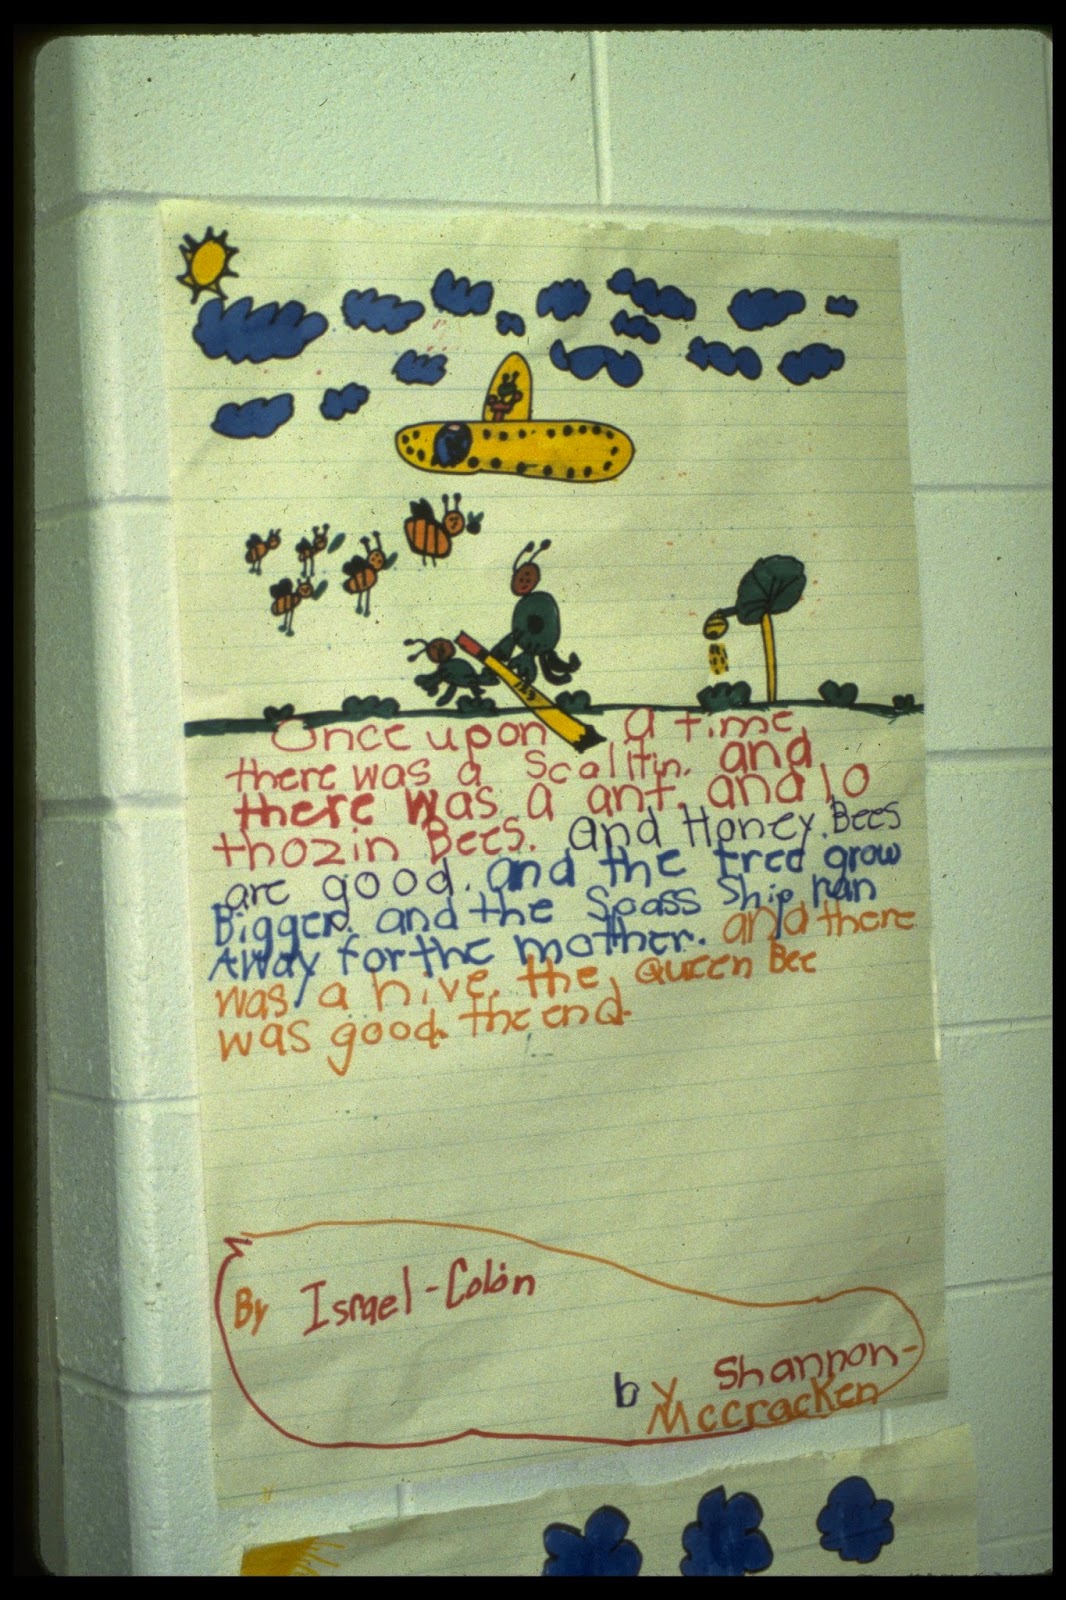 Once upon a time
there was a Scalitin. and
there was a ant. and 10
thozin Bees. and Honey. Bees
are good. and the tree grow
Bigger. and the Spass Ship ran
Away for the mother. and there
was a hive. the Queen Bee
was good. the end.
By Israel-Colón
by Shannon-
Mccracken